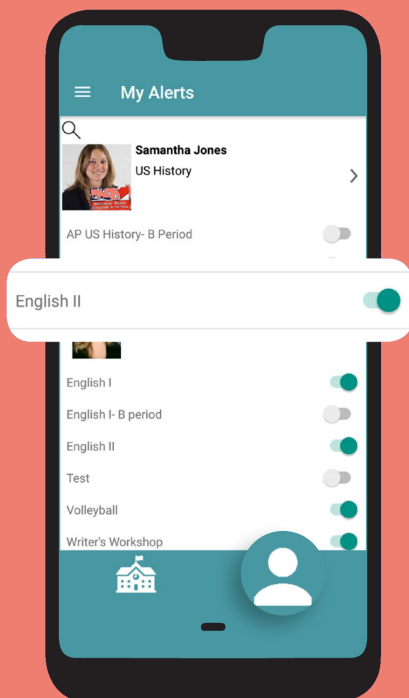 My Alerts
Samantha Jones
US History
AP US History- B Period
English II
English I
English I- B period
English II
Test
Volleyball
Writer's Workshop